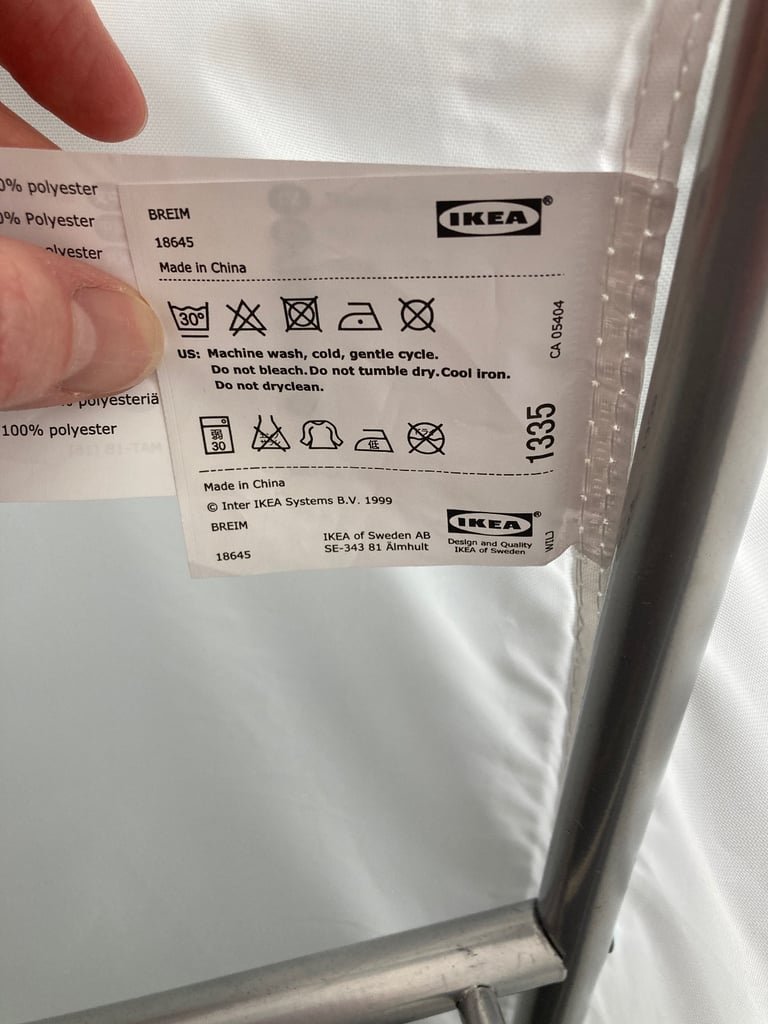 0% polyester
0% Polyester
polyesteriä
100% polyester
BREIM
IKEA®
18645
Made in China
30°
US: Machine wash, cold, gentle cycle.
Do not bleach.Do not tumble dry.Cool iron.
Do not dryclean.
CA 05404
弱
30
低
1335
Made in China
© Inter IKEA Systems B.V. 1999
BREIM
18645
IKEA of Sweden AB
SE-343 81 Älmhult
IKEA®
Design and Quality
IKEA of Sweden